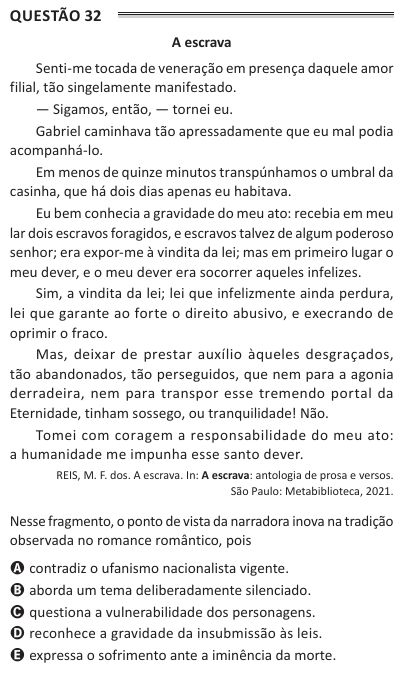 QUESTÃO 32
A escrava
Senti-me tocada de veneração em presença daquele amor
filial, tão singelamente manifestado.
— Sigamos, então, — tornei eu.
Gabriel caminhava tão apressadamente que eu mal podia
acompanhá-lo.
Em menos de quinze minutos transpúnhamos o umbral da
casinha, que há dois dias apenas eu habitava.
Eu bem conhecia a gravidade do meu ato: recebia em meu
lar dois escravos foragidos, e escravos talvez de algum poderoso
senhor; era expor-me à vindita da lei; mas em primeiro lugar o
meu dever, e o meu dever era socorrer aqueles infelizes.
Sim, a vindita da lei; lei que infelizmente ainda perdura,
lei que garante ao forte o direito abusivo, e execrando de
oprimir o fraco.
Mas, deixar de prestar auxílio àqueles desgraçados,
tão abandonados, tão perseguidos, que nem para a agonia
derradeira, nem para transpor esse tremendo portal da
Eternidade, tinham sossego, ou tranquilidade! Não.
Tomei com coragem a responsabilidade do meu ato:
a humanidade me impunha esse santo dever.
REIS, M. F. dos. A escrava. In: A escrava: antologia de prosa e versos.
São Paulo: Metabiblioteca, 2021.
Nesse fragmento, o ponto de vista da narradora inova na tradição
observada no romance romântico, pois
A contradiz o ufanismo nacionalista vigente.
B aborda um tema deliberadamente silenciado.
C questiona a vulnerabilidade dos personagens.
D reconhece a gravidade da insubmissão às leis.
E expressa o sofrimento ante a iminência da morte.